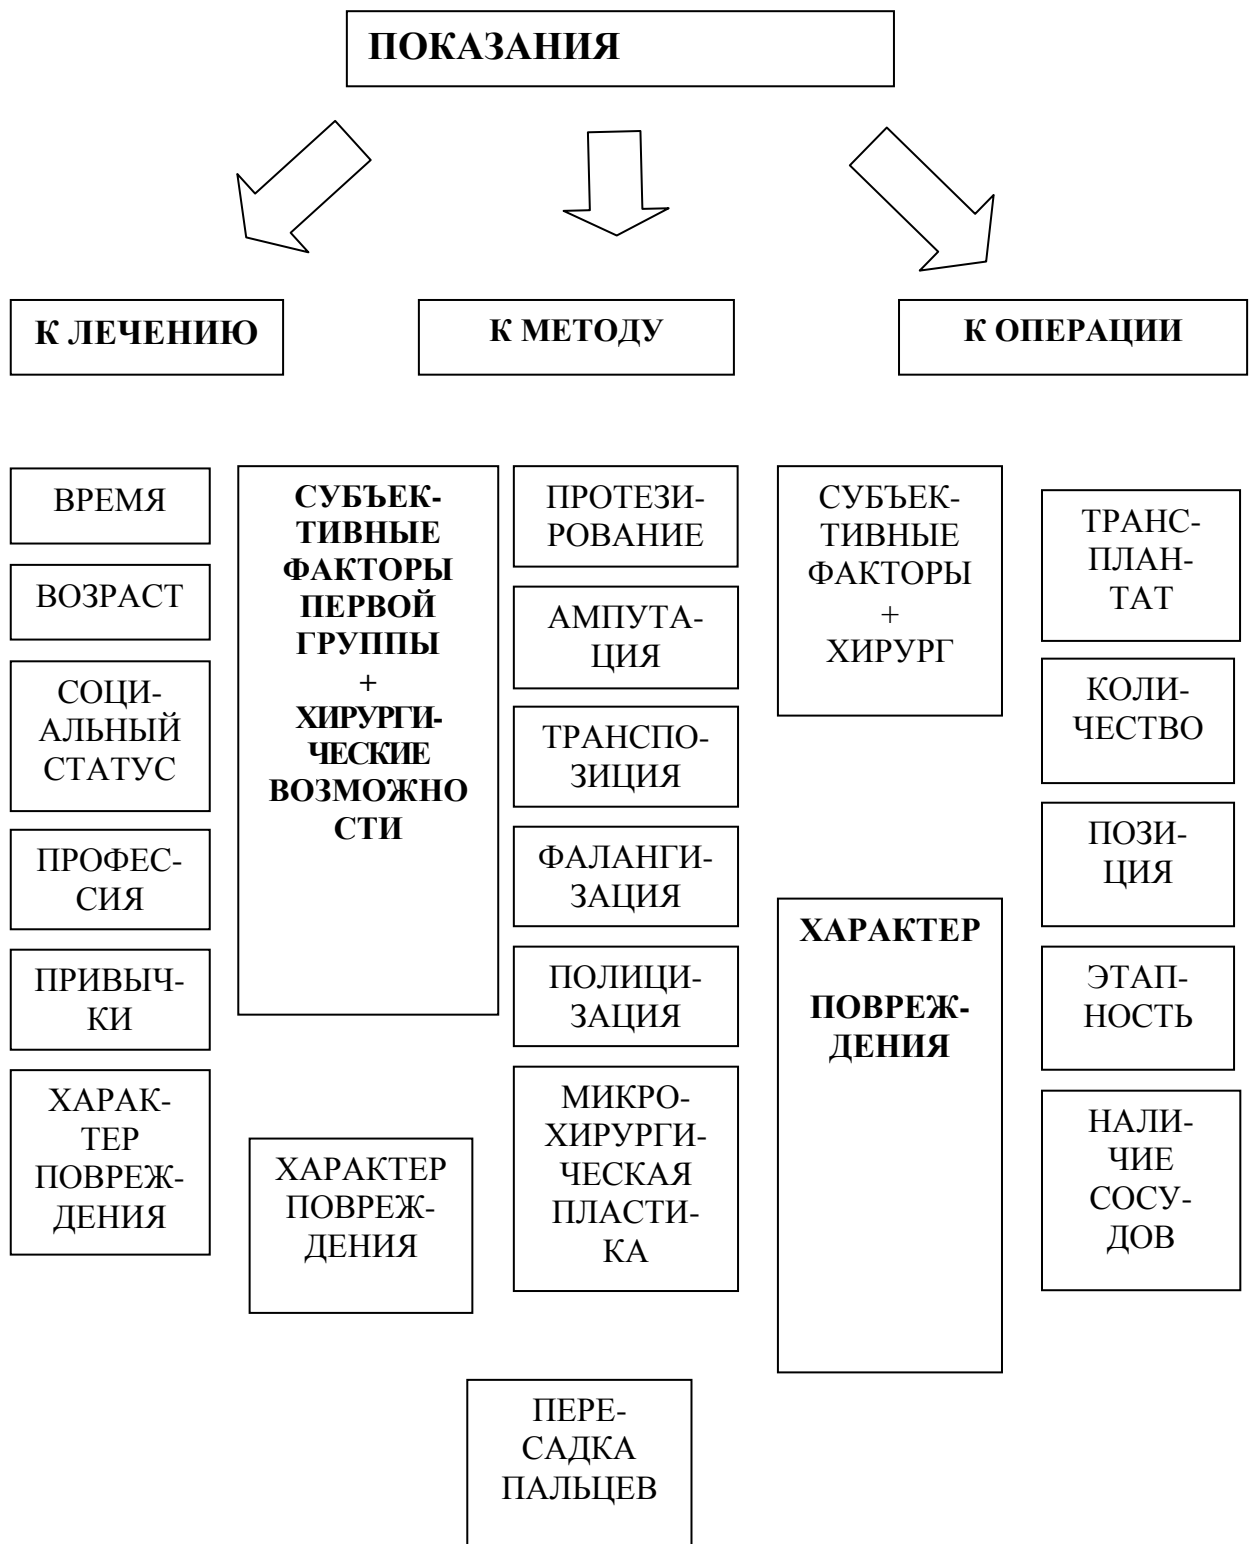 ПОКАЗАНИЯ
К ЛЕЧЕНИЮ
К МЕТОДУ
К ОПЕРАЦИИ
ВРЕМЯ
ВОЗРАСТ
СОЦИ-
АЛЬНЫЙ
СТАТУС
ПРОФЕС-
СИЯ
ПРИВЫЧ-
КИ
ХАРАК-
ТЕР
ПОВРЕЖ-
ДЕНИЯ
СУБЪЕК-
ТИВНЫЕ
ФАКТОРЫ
ПЕРВОЙ
ГРУППЫ
+
ХИРУРГИ-
ЧЕСКИЕ
ВОЗМОЖНО
СТИ
ХАРАКТЕР
ПОВРЕЖ-
ДЕНИЯ
ПРОТЕЗИ-
РОВАНИЕ
АМПУТА-
ЦИЯ
ТРАНСПО-
ЗИЦИЯ
ФАЛАНГИ-
ЗАЦИЯ
ПОЛИЦИ-
ЗАЦИЯ
МИКРО-
ХИРУРГИ-
ЧЕСКАЯ
ПЛАСТИ-
КА
ПЕРЕ-
САДКА
ПАЛЬЦЕВ
СУБЪЕК-
ТИВНЫЕ
ФАКТОРЫ
+
ХИРУРГ
ХАРАКТЕР
ПОВРЕЖ-
ДЕНИЯ
ТРАНС-
ПЛАН-
ТАТ
КОЛИ-
ЧЕСТВО
ПОЗИ-
ЦИЯ
ЭТАП-
НОСТЬ
НАЛИ-
ЧИЕ
СОСУ-
ДОВ